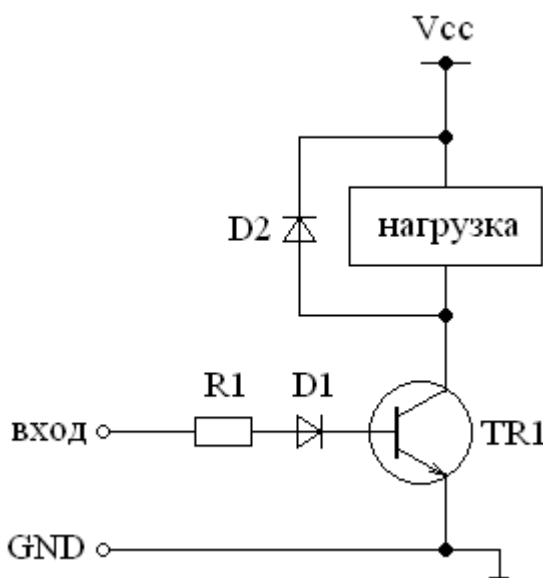 Vcc
D2
нагрузка
R1 D1
вход
TR1
GND